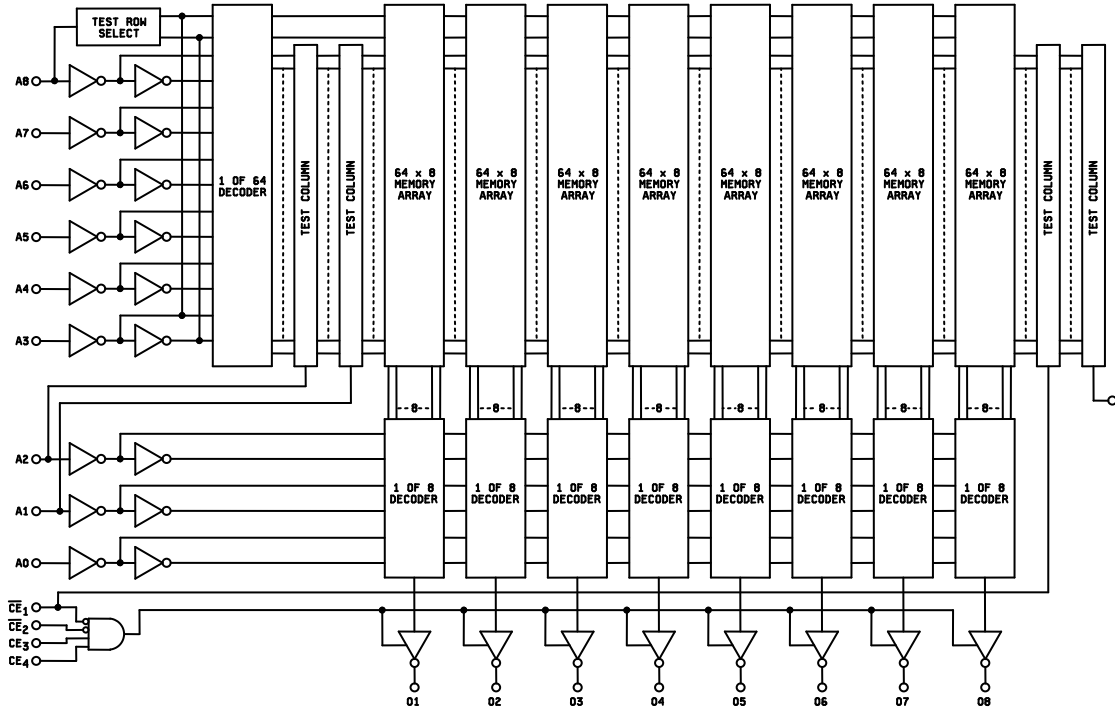 TEST ROW
SELECT
A8
A7
A6
A5
A4
A3
1 OF 64
DECODER
TEST COLUMN
TEST COLUMN
64 x 8
MEMORY
ARRAY
64 x 8
MEMORY
ARRAY
64 x 8
MEMORY
ARRAY
64 x 8
MEMORY
ARRAY
64 x 8
MEMORY
ARRAY
64 x 8
MEMORY
ARRAY
64 x 8
MEMORY
ARRAY
64 x 8
MEMORY
ARRAY
TEST COLUMN
TEST COLUMN
8 8 8 8 8 8 8 8
A2
A1
A0
1 OF 8
DECODER
1 OF 8
DECODER
1 OF 8
DECODER
1 OF 8
DECODER
1 OF 8
DECODER
1 OF 8
DECODER
1 OF 8
DECODER
1 OF 8
DECODER
C̅E̅₁
C̅E̅₂
CE₃
CE₄
O1 O2 O3 O4 O5 O6 O7 O8